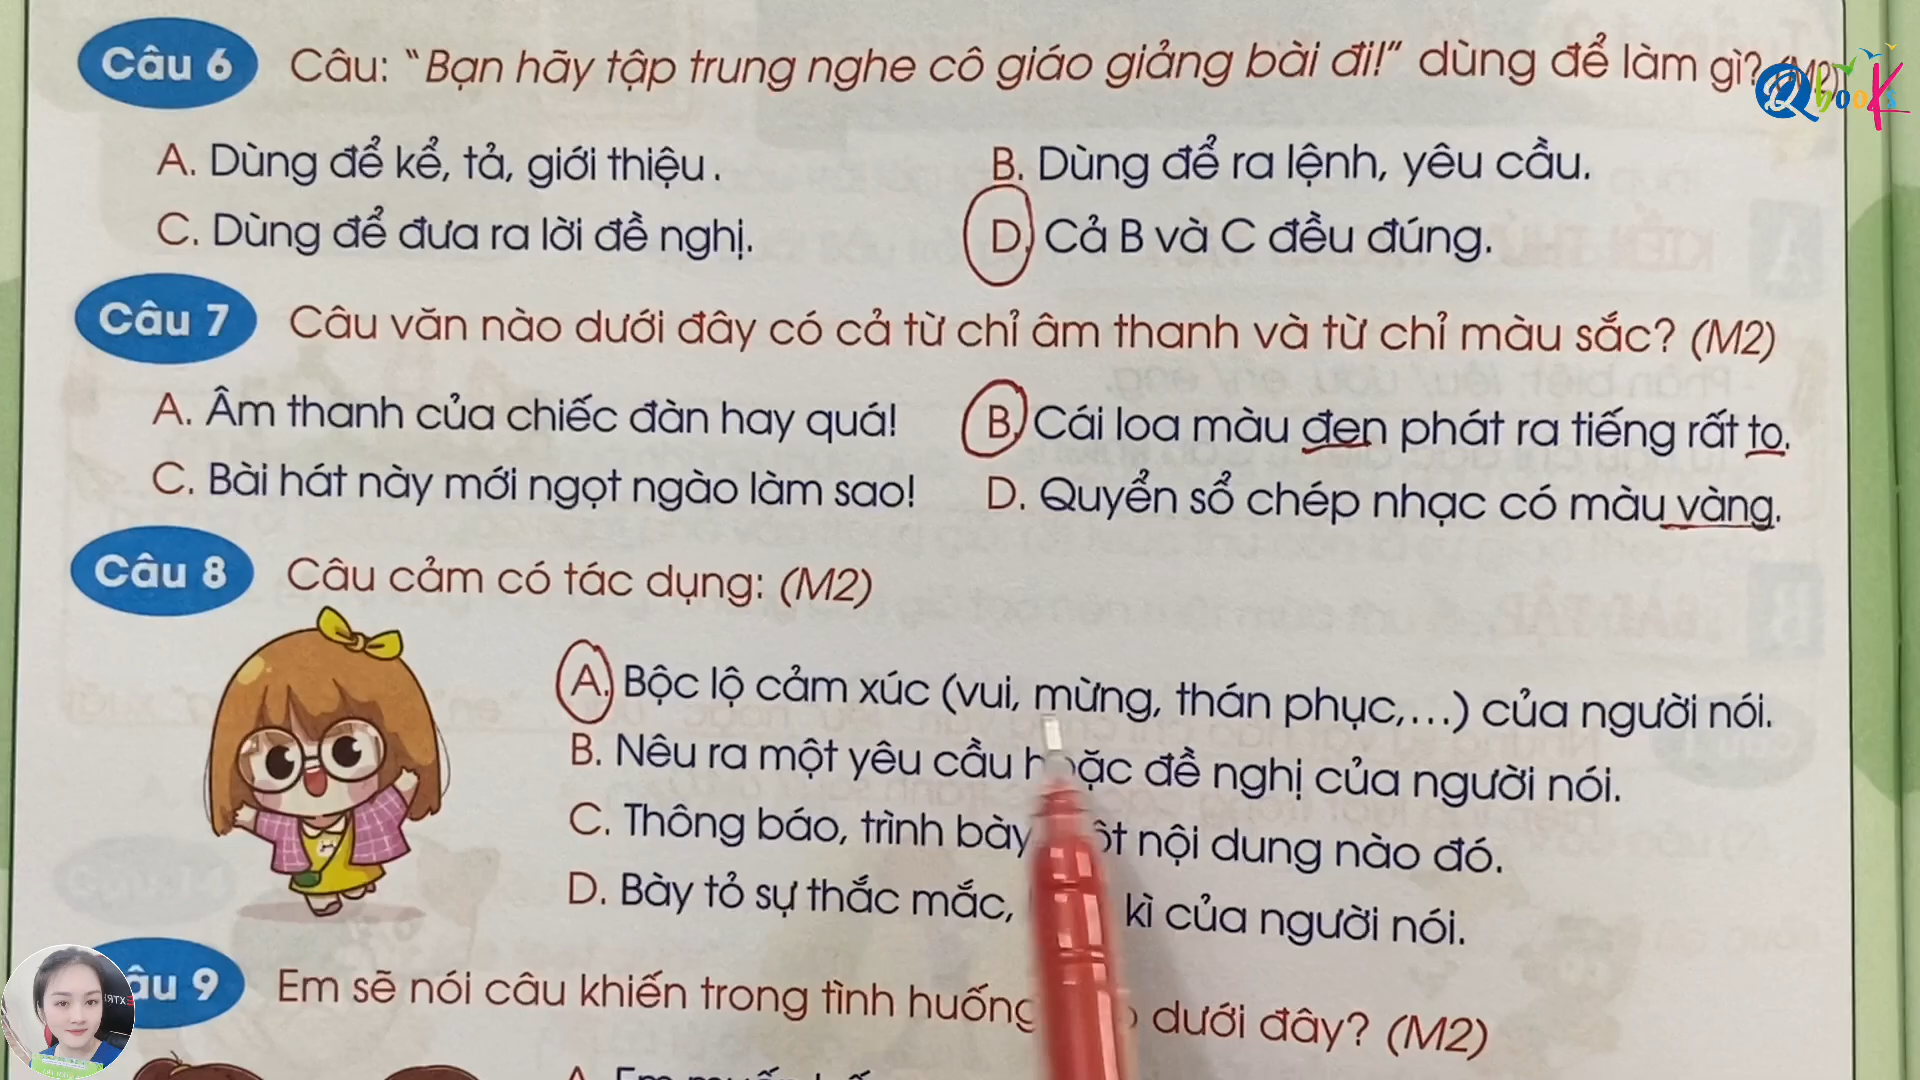 Câu 6 Câu: “Bạn hãy tập trung nghe cô giáo giảng bài đi!” dùng để làm gì?
Qbooks
A. Dùng để kể, tả, giới thiệu. B. Dùng để ra lệnh, yêu cầu.
C. Dùng để đưa ra lời đề nghị. D. Cả B và C đều đúng.
Câu 7 Câu văn nào dưới đây có cả từ chỉ âm thanh và từ chỉ màu sắc? (M2)
A. Âm thanh của chiếc đàn hay quá! B. Cái loa màu đen phát ra tiếng rất to.
C. Bài hát này mới ngọt ngào làm sao! D. Quyển sổ chép nhạc có màu vàng.
Câu 8 Câu cảm có tác dụng: (M2)
A. Bộc lộ cảm xúc (vui, mừng, thán phục,...) của người nói.
B. Nêu ra một yêu cầu hoặc đề nghị của người nói.
C. Thông báo, trình bày nội dung nào đó.
D. Bày tỏ sự thắc mắc, kì của người nói.
9 Em sẽ nói câu khiến trong tình huống dưới đây? (M2)